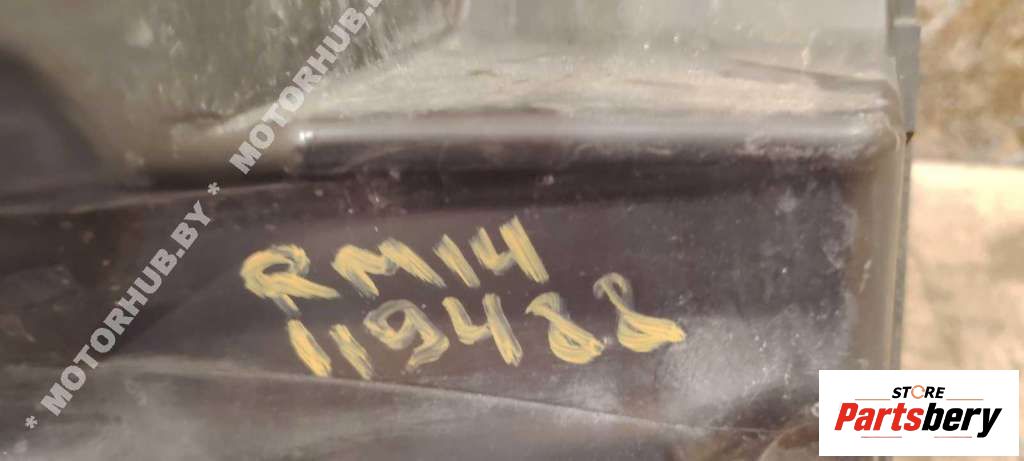 * MOTORHUB.BY * MOTORHUB.BY
RM14
119488
STORE
Partsbery